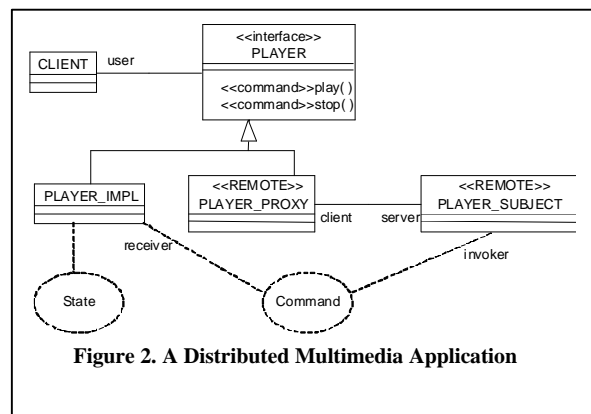 <<interface>>
PLAYER
CLIENT
user
<<command>>play( )
<<command>>stop( )
PLAYER_IMPL
<<REMOTE>>
PLAYER_PROXY
<<REMOTE>>
PLAYER_SUBJECT
client
server
receiver
invoker
State
Command
Figure 2. A Distributed Multimedia Application